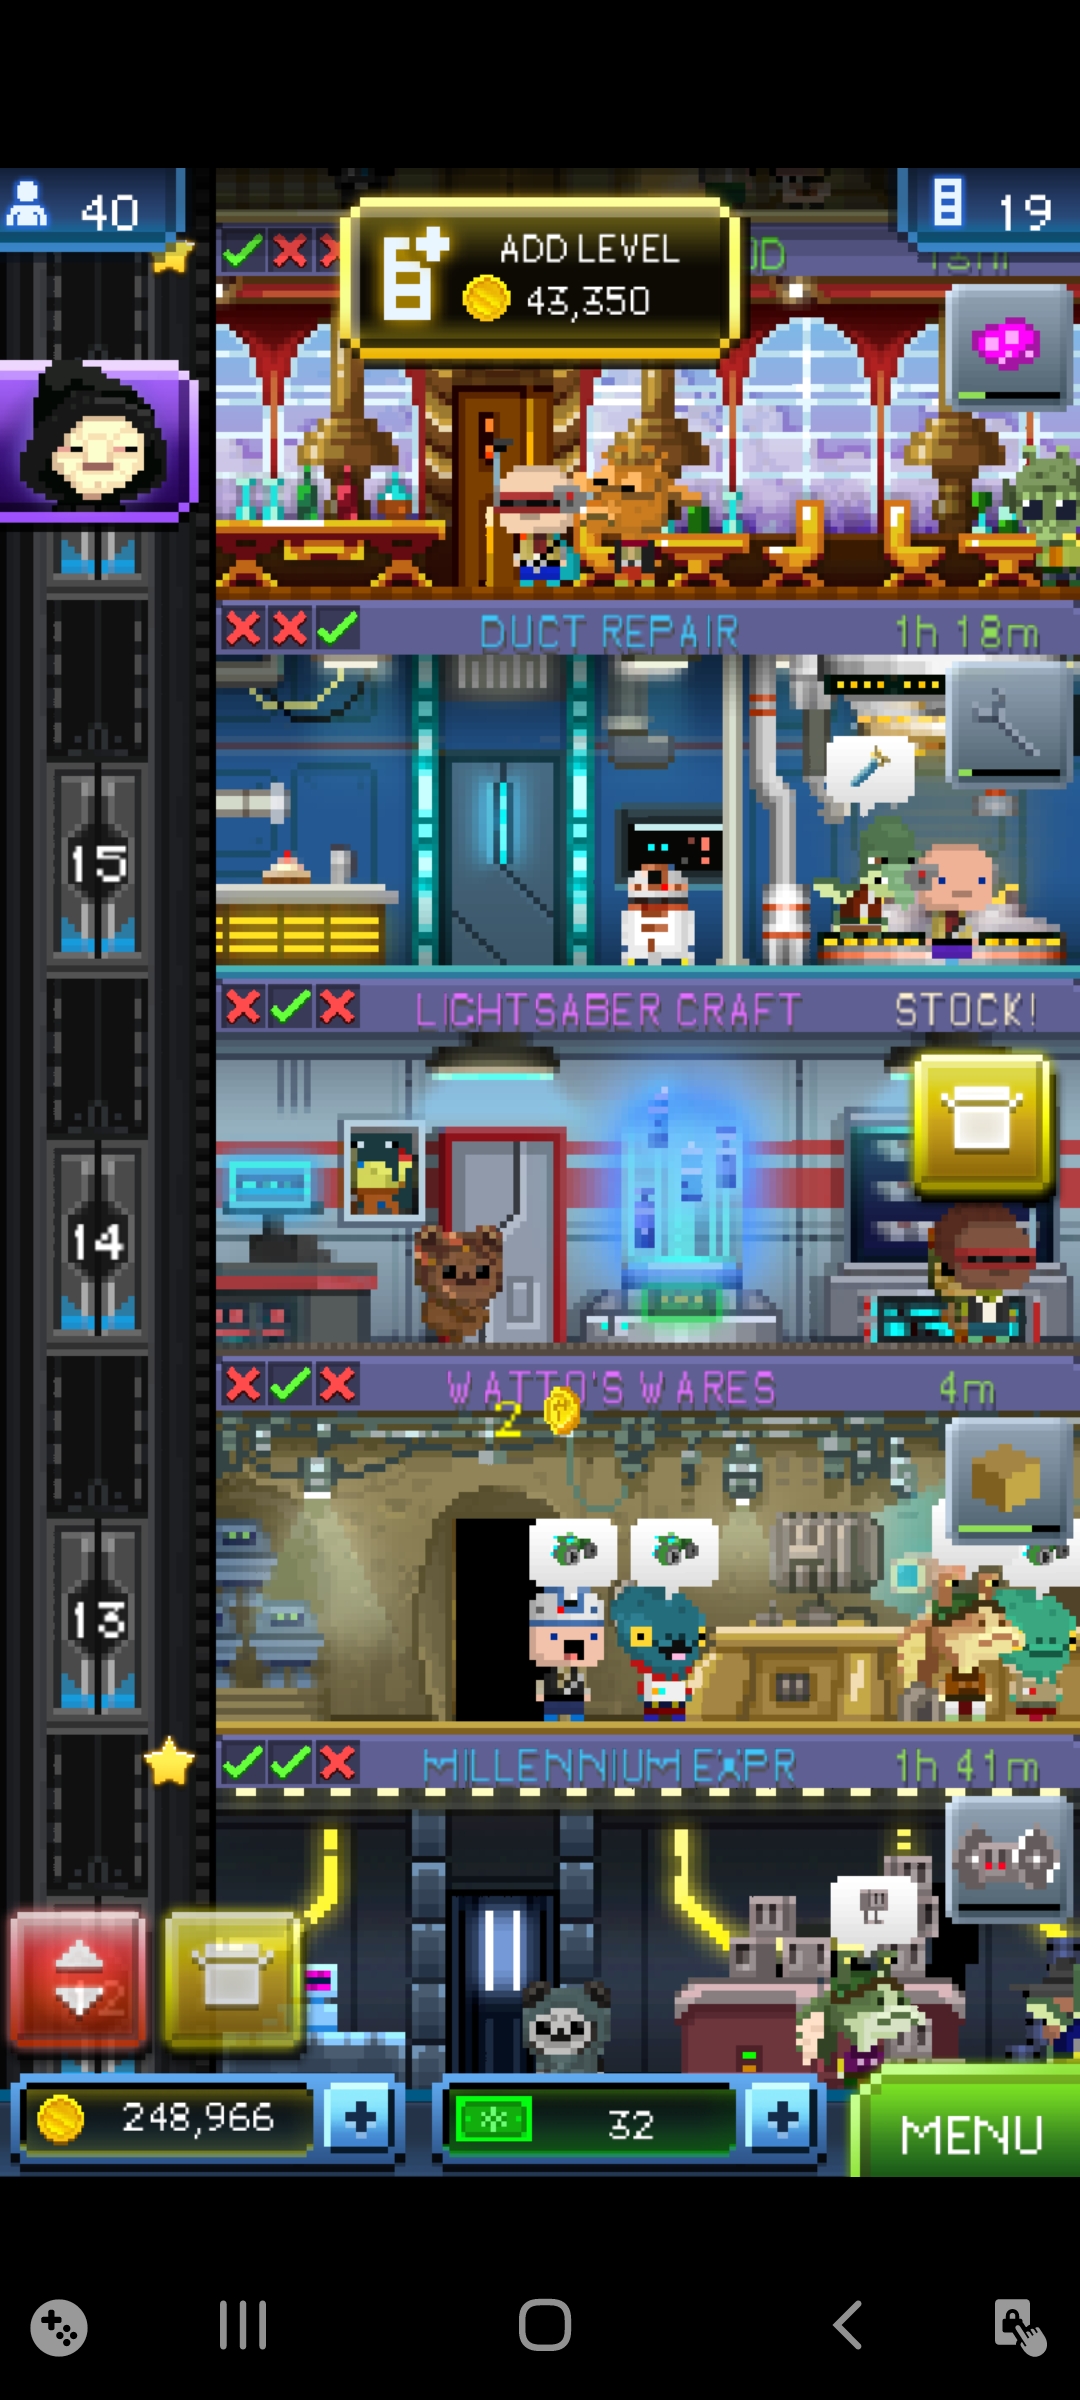 40
ADD LEVEL
43,350
19
DUCT REPAIR
1h 18m
15
LIGHTSABER CRAFT
STOCK!
14
WATTO'S WARES
4m
2
13
MILLENNIUM EXPR
1h 41m
12
248,966
32
MENU